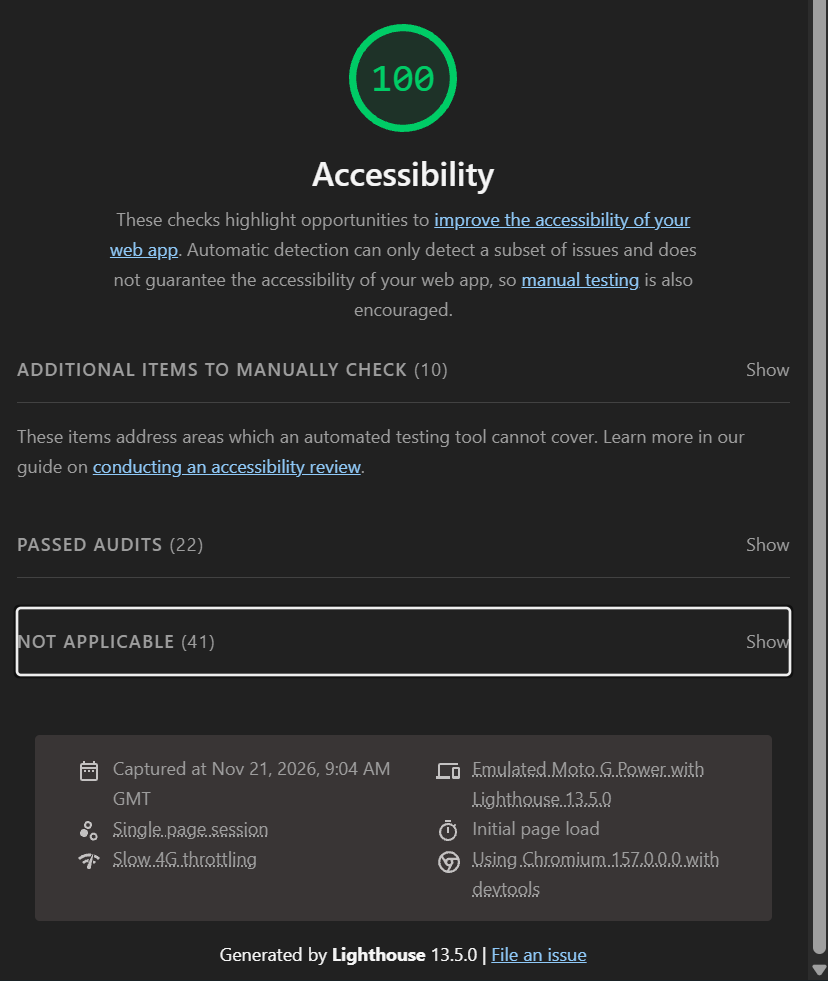 100
Accessibility
These checks highlight opportunities to improve the accessibility of your
web app. Automatic detection can only detect a subset of issues and does
not guarantee the accessibility of your web app, so manual testing is also
encouraged.
ADDITIONAL ITEMS TO MANUALLY CHECK (10) Show
These items address areas which an automated testing tool cannot cover. Learn more in our
guide on conducting an accessibility review.
PASSED AUDITS (22) Show
NOT APPLICABLE (41) Show
Captured at Nov 21, 2026, 9:04 AM
GMT
Single page session
Slow 4G throttling
Emulated Moto G Power with
Lighthouse 13.5.0
Initial page load
Using Chromium 157.0.0.0 with
devtools
Generated by Lighthouse 13.5.0 | File an issue